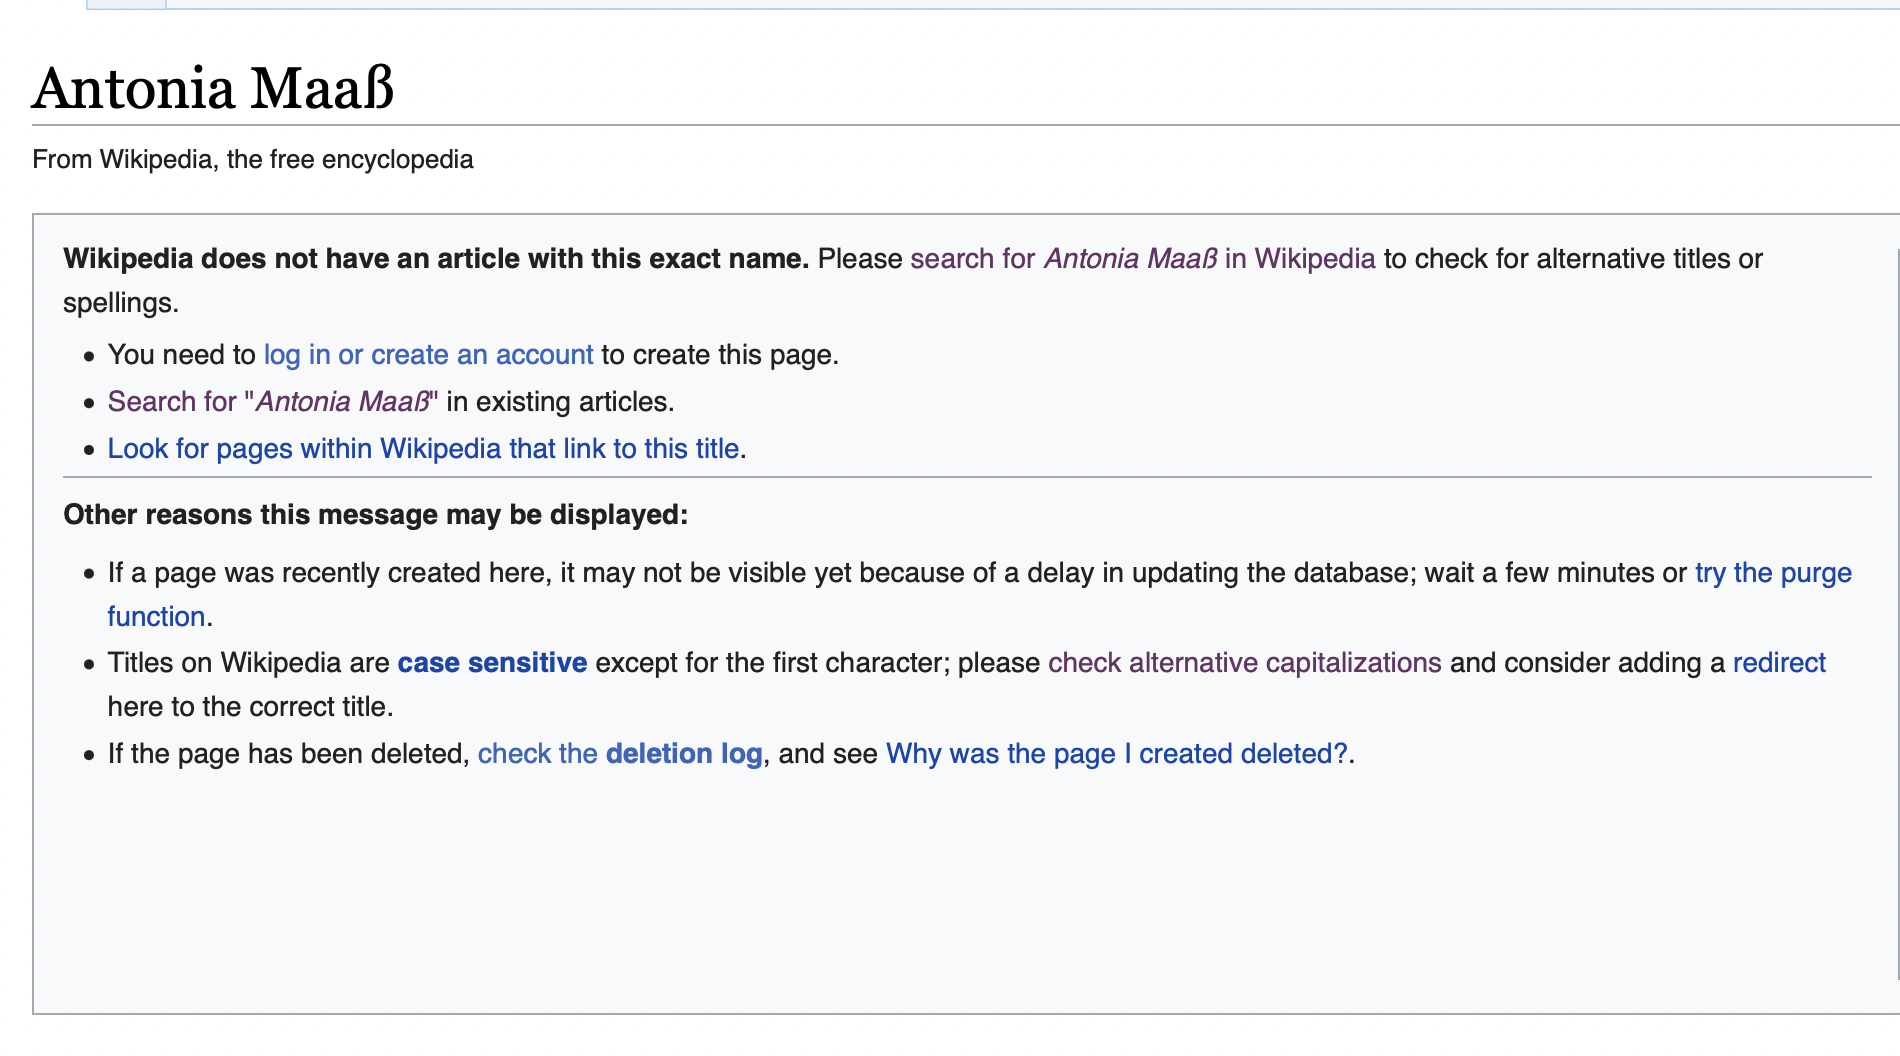 Antonia Maaß
From Wikipedia, the free encyclopedia
Wikipedia does not have an article with this exact name. Please search for Antonia Maaß in Wikipedia to check for alternative titles or
spellings.
• You need to log in or create an account to create this page.
• Search for "Antonia Maaß" in existing articles.
• Look for pages within Wikipedia that link to this title.
Other reasons this message may be displayed:
• If a page was recently created here, it may not be visible yet because of a delay in updating the database; wait a few minutes or try the purge
function.
• Titles on Wikipedia are case sensitive except for the first character; please check alternative capitalizations and consider adding a redirect
here to the correct title.
• If the page has been deleted, check the deletion log, and see Why was the page I created deleted?.